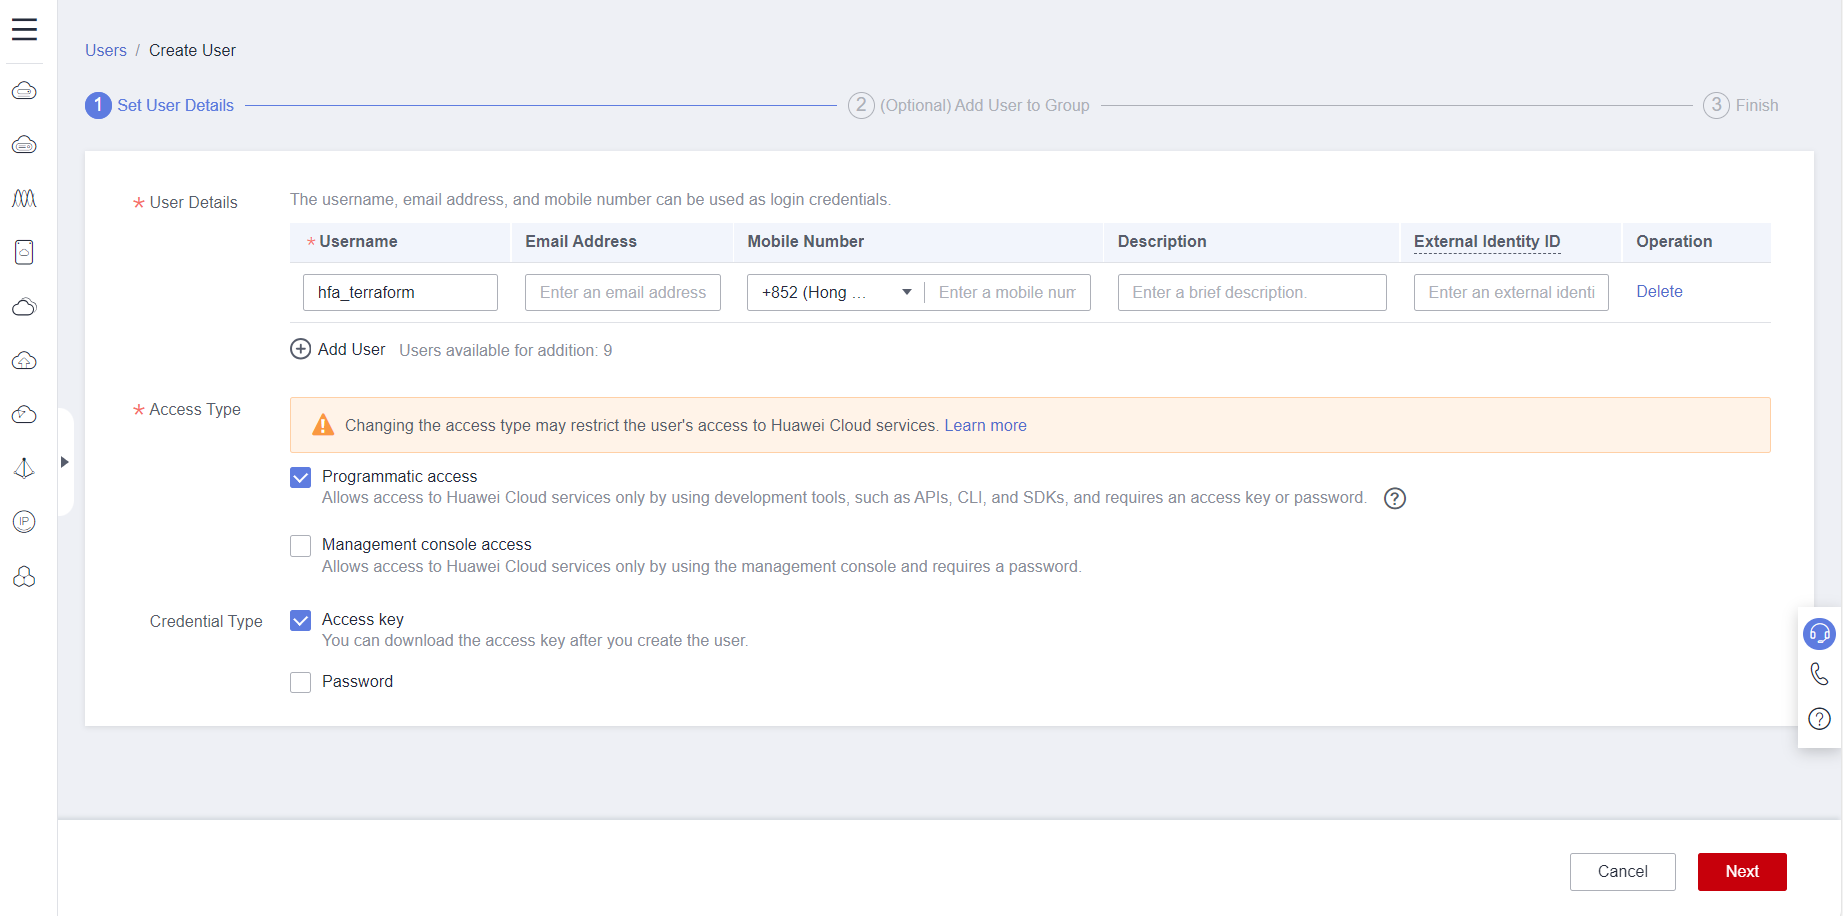 Users / Create User
1 Set User Details
2 (Optional) Add User to Group
3 Finish
* User Details
The username, email address, and mobile number can be used as login credentials.
* Username Email Address Mobile Number Description External Identity ID Operation
hfa_terraform Enter an email address +852 (Hong ... Enter a mobile num Enter a brief description. Enter an external identi Delete
Add User Users available for addition: 9
* Access Type
Changing the access type may restrict the user's access to Huawei Cloud services. Learn more
Programmatic access
Allows access to Huawei Cloud services only by using development tools, such as APIs, CLI, and SDKs, and requires an access key or password. ?
Management console access
Allows access to Huawei Cloud services only by using the management console and requires a password.
Credential Type
Access key
You can download the access key after you create the user.
Password
IP
?
Cancel Next